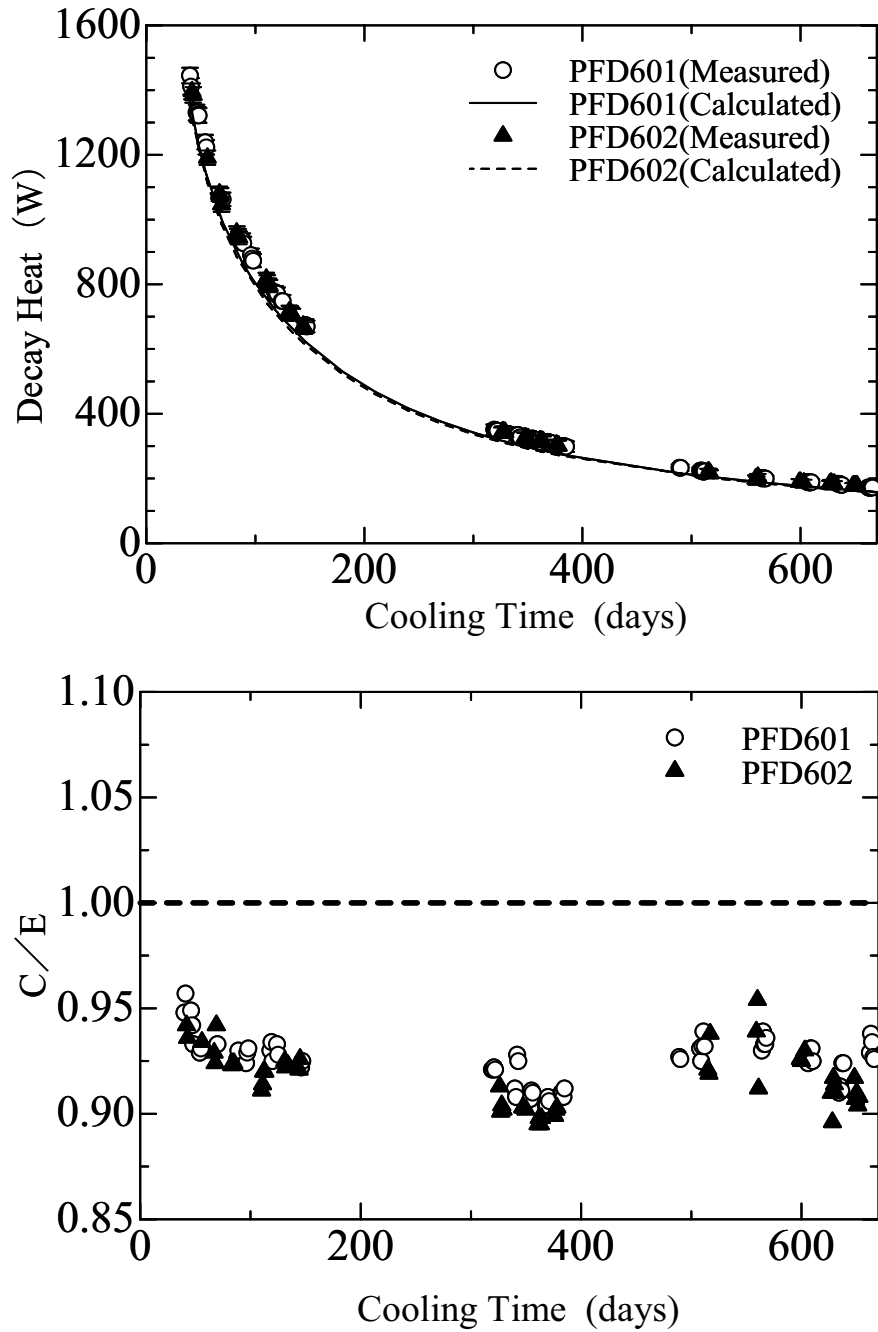 1600
1200
800
400
0
Decay Heat (W)
PFD601(Measured)
PFD601(Calculated)
PFD602(Measured)
PFD602(Calculated)
0 200 400 600
Cooling Time (days)
1.10
1.05
1.00
0.95
0.90
0.85
C/E
PFD601
PFD602
0 200 400 600
Cooling Time (days)